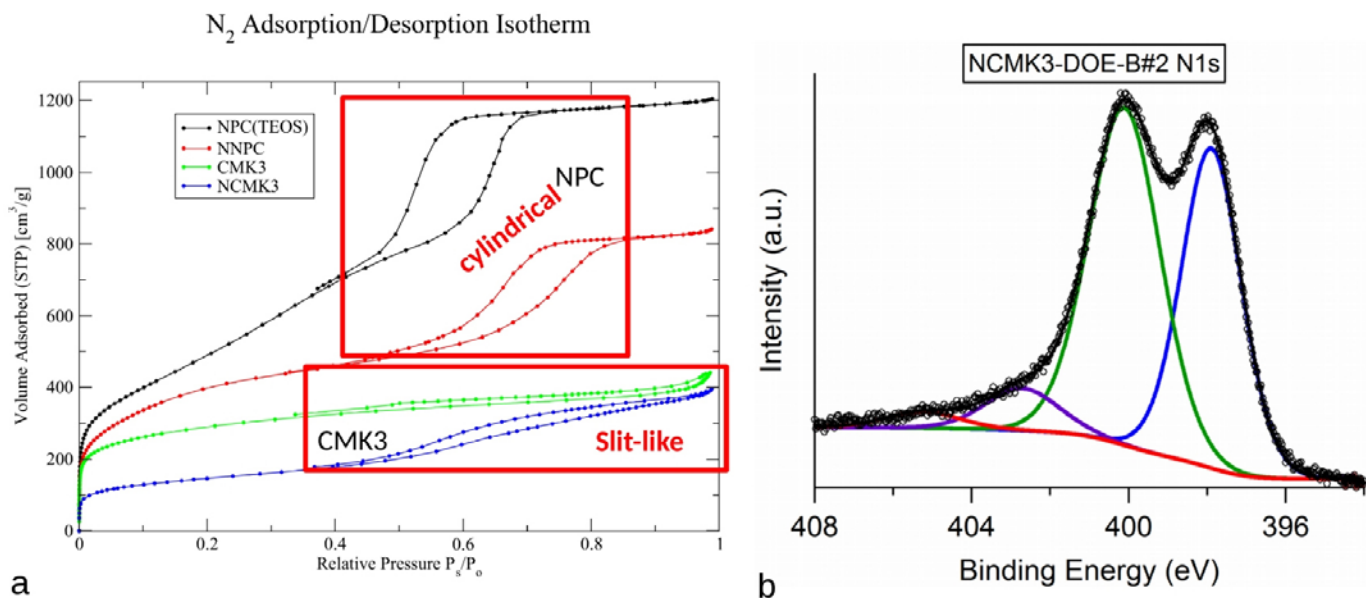 N2 Adsorption/Desorption Isotherm
1200
1000
800
600
400
200
0
Volume Adsorbed (STP) [cm³/g]
NPC(TEOS)
NNPC
CMK3
NCMK3
NPC
cylindrical
CMK3
Slit-like
0 0.2 0.4 0.6 0.8 1
Relative Pressure Ps/Po
a
NCMK3-DOE-B#2 N1s
Intensity (a.u.)
408 404 400 396
Binding Energy (eV)
b